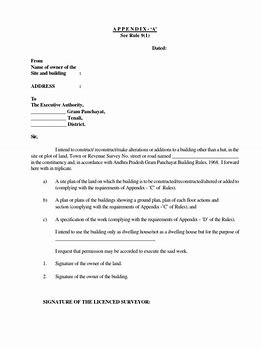 APPENDIX- 'A'
See Rule 9(1)
Dated:
From
Name of owner of the
Site and building :
ADDRESS :
To
The Executive Authority,
Gram Panchayat,
Tenali,
District.
Sir,
I intend to construct/ reconstruct/make alterations or additions to a building other than a hut, in the
site or plot of land, Town or Revenue Survey No. street or road named
in the constituency and, in accordance with Andhra Pradesh Gram Panchayat Building Rules. 1968. I forward here
with in triplicate.
a) A site plan of the land on which the building is to be constructed/reconstructed/altered or added to
(complying with the requirements of Appendix - 'C' of Rules).
b) A plan or plans of the buildings showing a ground plan, plan of each floor actions and
section (complying with the requirements of Appendix - 'C' of Rules), and
c) A specification of the work (complying with the requirements of Appendix - 'D' of the Rules).
I intend to use the building only as dwelling house/not as a dwelling house but for the purpose of
I request that permission may be accorded to execute the said work.
1. Signature of the owner of the land.
2. Signature of the owner of the building.
SIGNATURE OF THE LICENCED SURVEYOR: